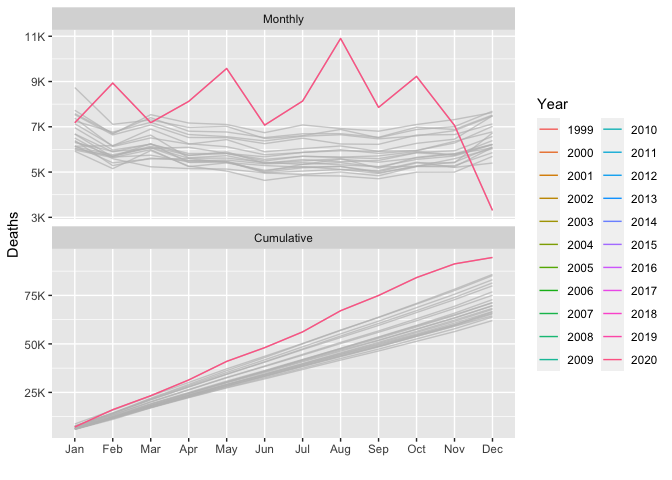 Monthly
11K
9K
7K
5K
3K
Deaths
Cumulative
75K
50K
25K
Jan Feb Mar Apr May Jun Jul Aug Sep Oct Nov Dec
Year
1999 2010
2000 2011
2001 2012
2002 2013
2003 2014
2004 2015
2005 2016
2006 2017
2007 2018
2008 2019
2009 2020